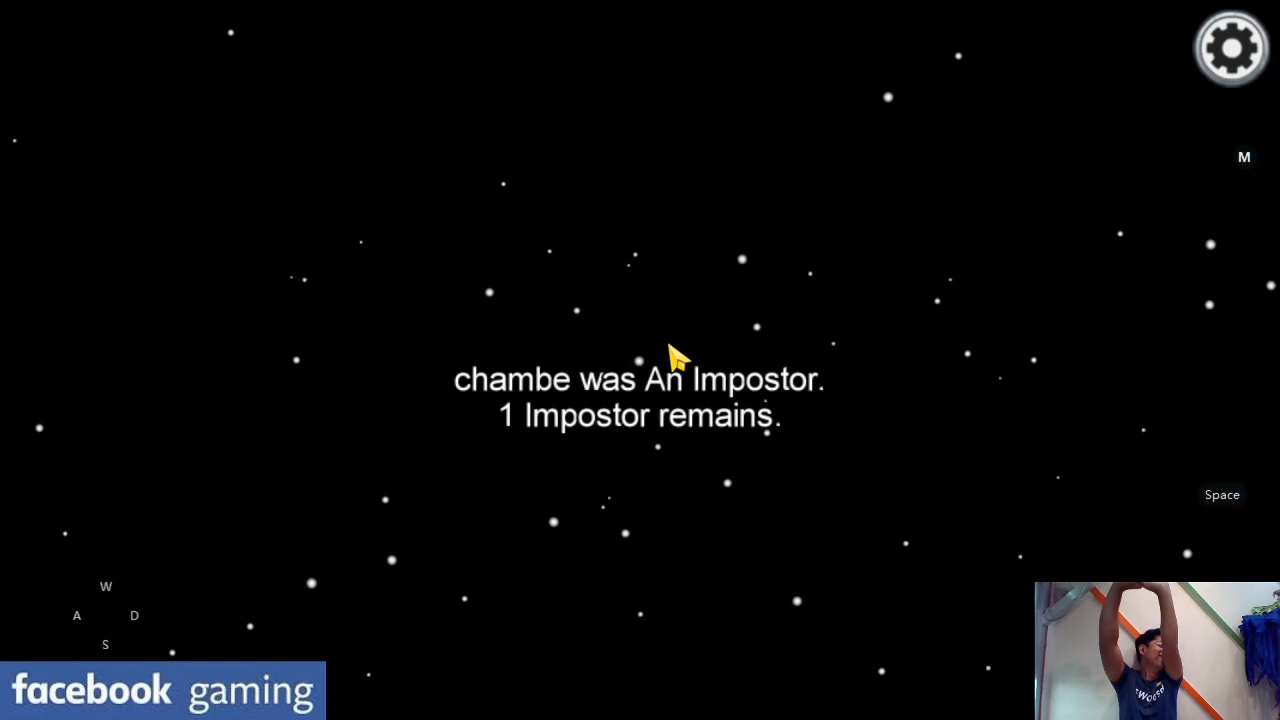 M
chambe was An Impostor.
1 Impostor remains.
Space
W
A D
S
facebook gaming